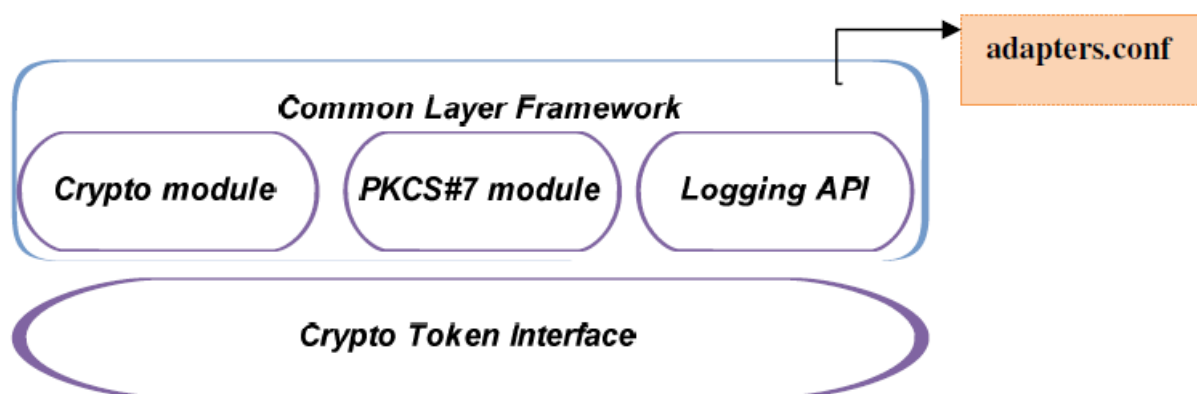 adapters.conf
Common Layer Framework
Crypto module
PKCS#7 module
Logging API
Crypto Token Interface